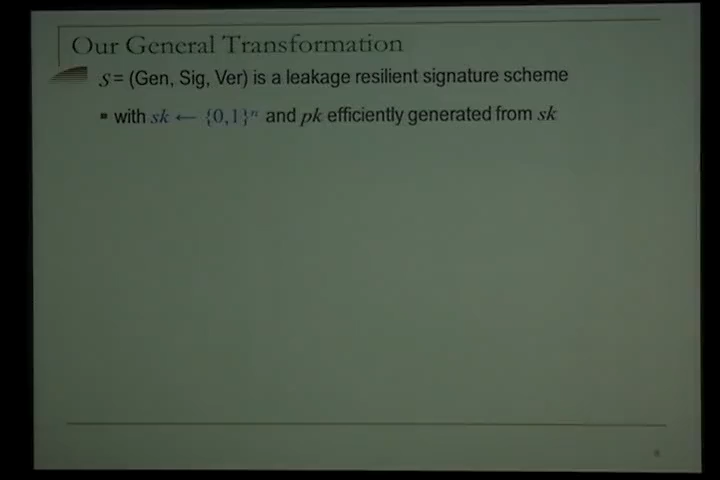 Our General Transformation
S = (Gen, Sig, Ver) is a leakage resilient signature scheme
▪ with sk ← {0,1}ⁿ and pk efficiently generated from sk